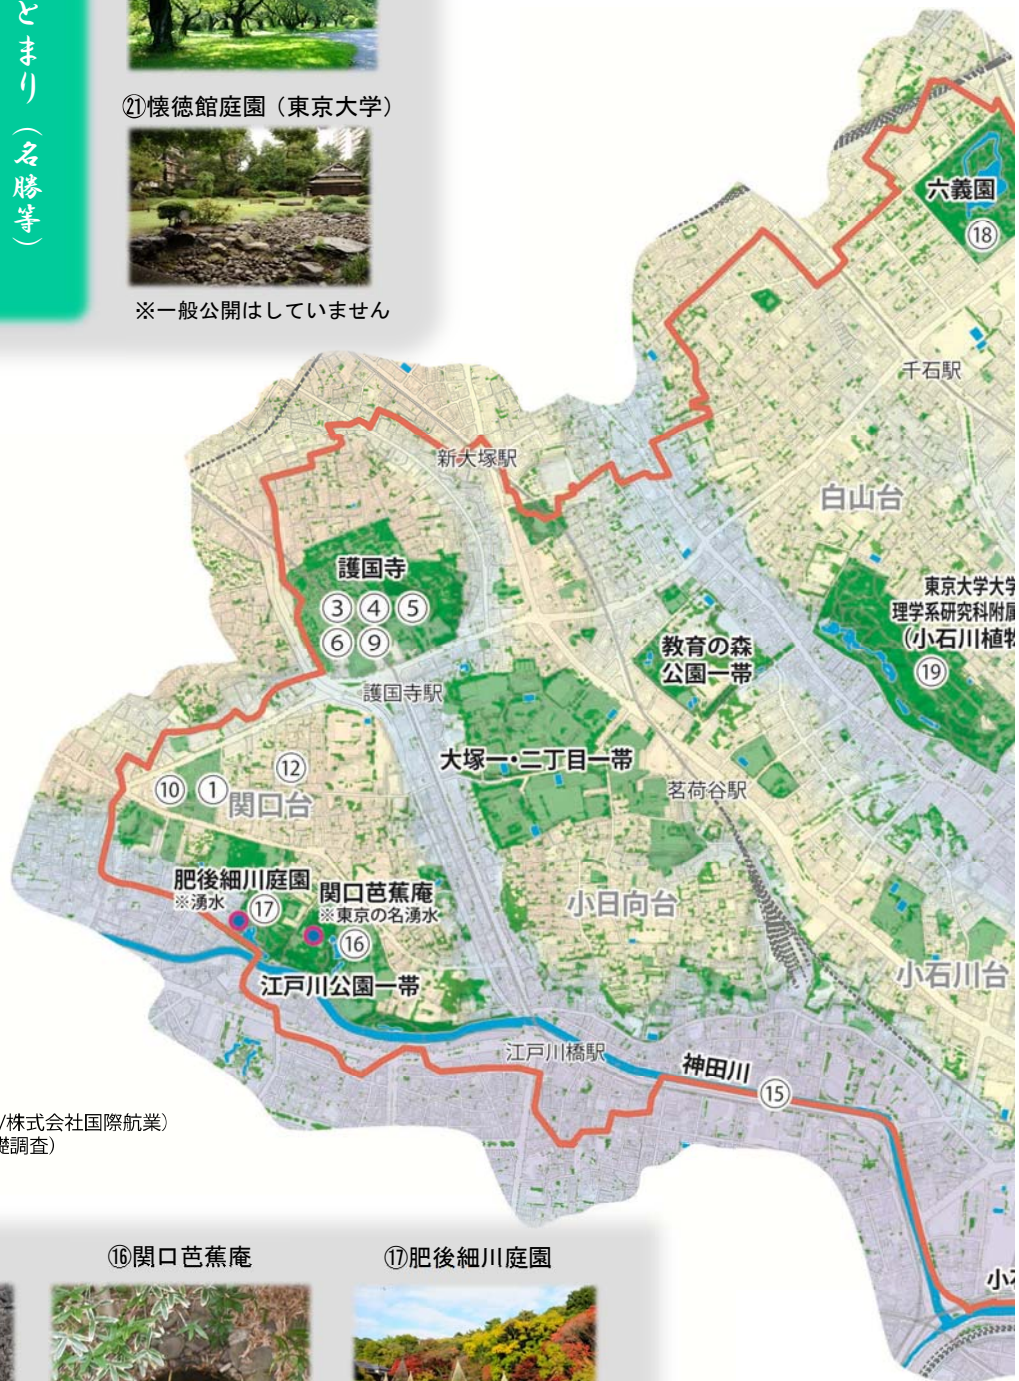 とまり（名勝等）
㉑懐徳館庭園（東京大学）
※一般公開はしていません
六義園
⑱
千石駅
新大塚駅
白山台
護国寺
③④⑤
⑥⑨
東京大学大学
理学系研究科附属
（小石川植物
⑲
教育の森
公園一帯
護国寺駅
大塚一・二丁目一帯
茗荷谷駅
⑫
⑩①
関口台
肥後細川庭園
※湧水
⑰
関口芭蕉庵
※東京の名湧水
⑯
小日向台
小石川台
江戸川公園一帯
江戸川橋駅
神田川
⑮
/株式会社国際航業）
礎調査）
⑯関口芭蕉庵
⑰肥後細川庭園
小石